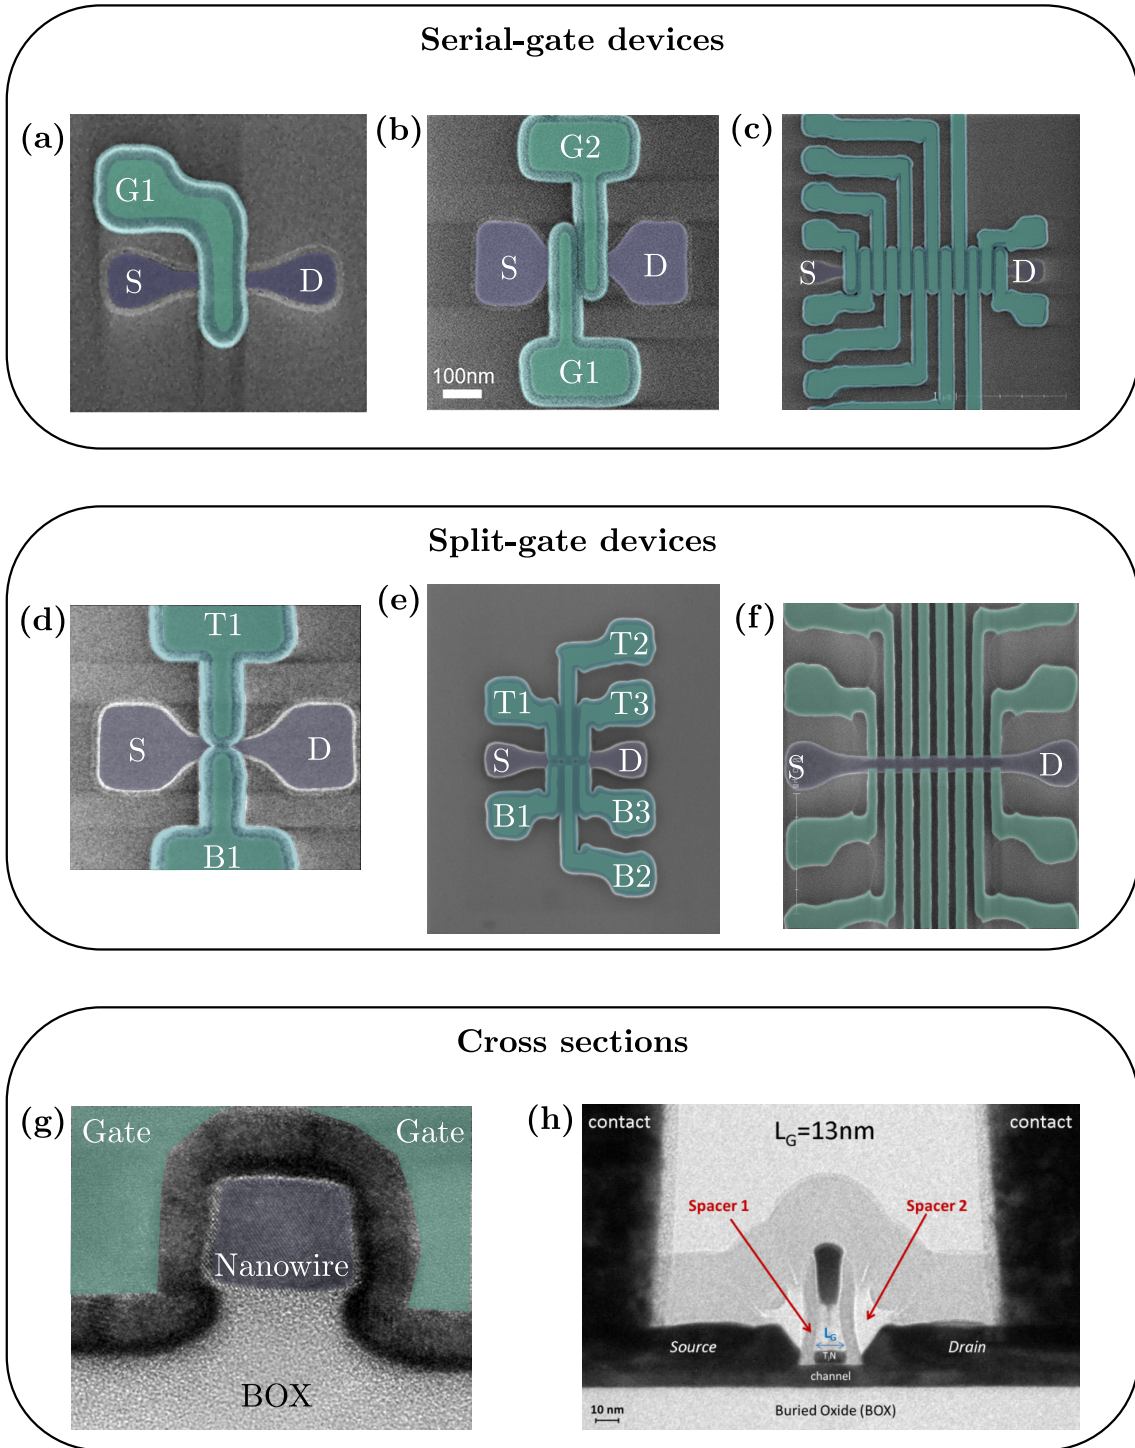 Serial-gate devices
(a)
G1
S
D
(b)
G2
S
D
G1
100nm
(c)
S
D
Split-gate devices
(d)
T1
S
D
B1
(e)
T2
T1
T3
S
D
B1
B3
B2
(f)
S
D
Cross sections
(g)
Gate
Gate
Nanowire
BOX
(h)
contact
contact
L_G=13nm
Spacer 1
Spacer 2
L_G
Source
TiN
Drain
channel
10 nm
Buried Oxide (BOX)